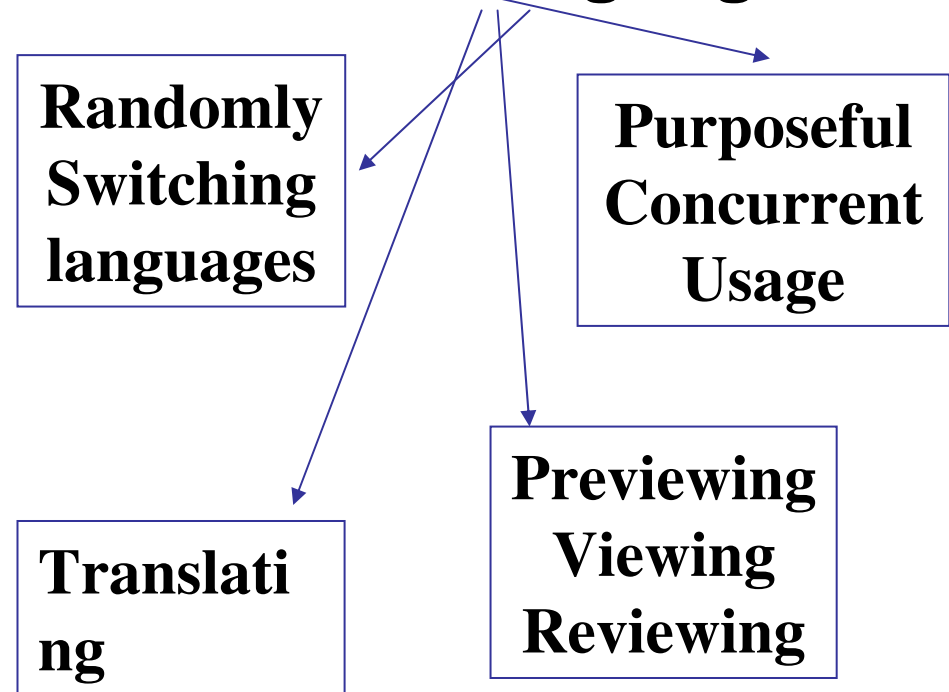 Randomly
Switching
languages
Purposeful
Concurrent
Usage
Previewing
Viewing
Reviewing
Translati
ng